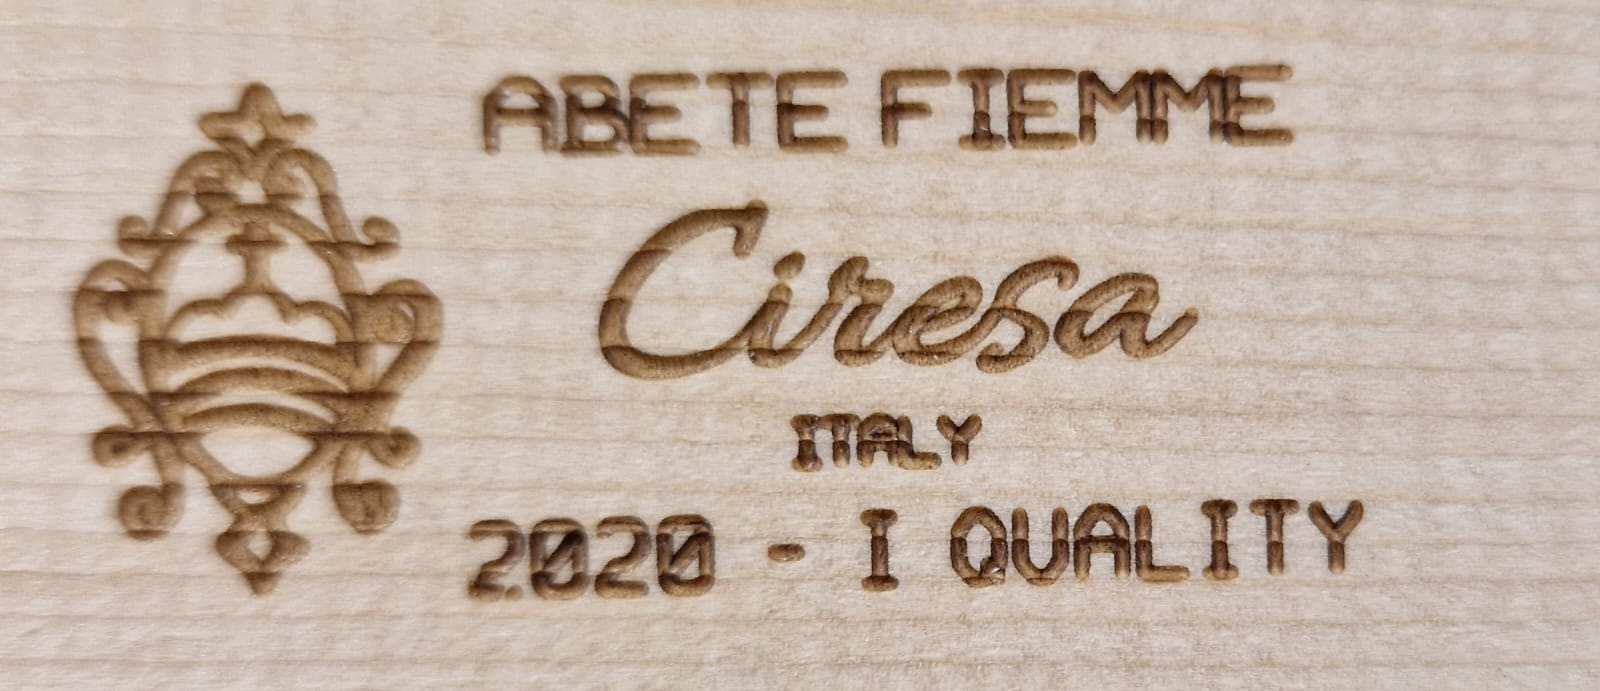 ABETE FIEMME
Ciresa
ITALY
2020 - I QUALITY